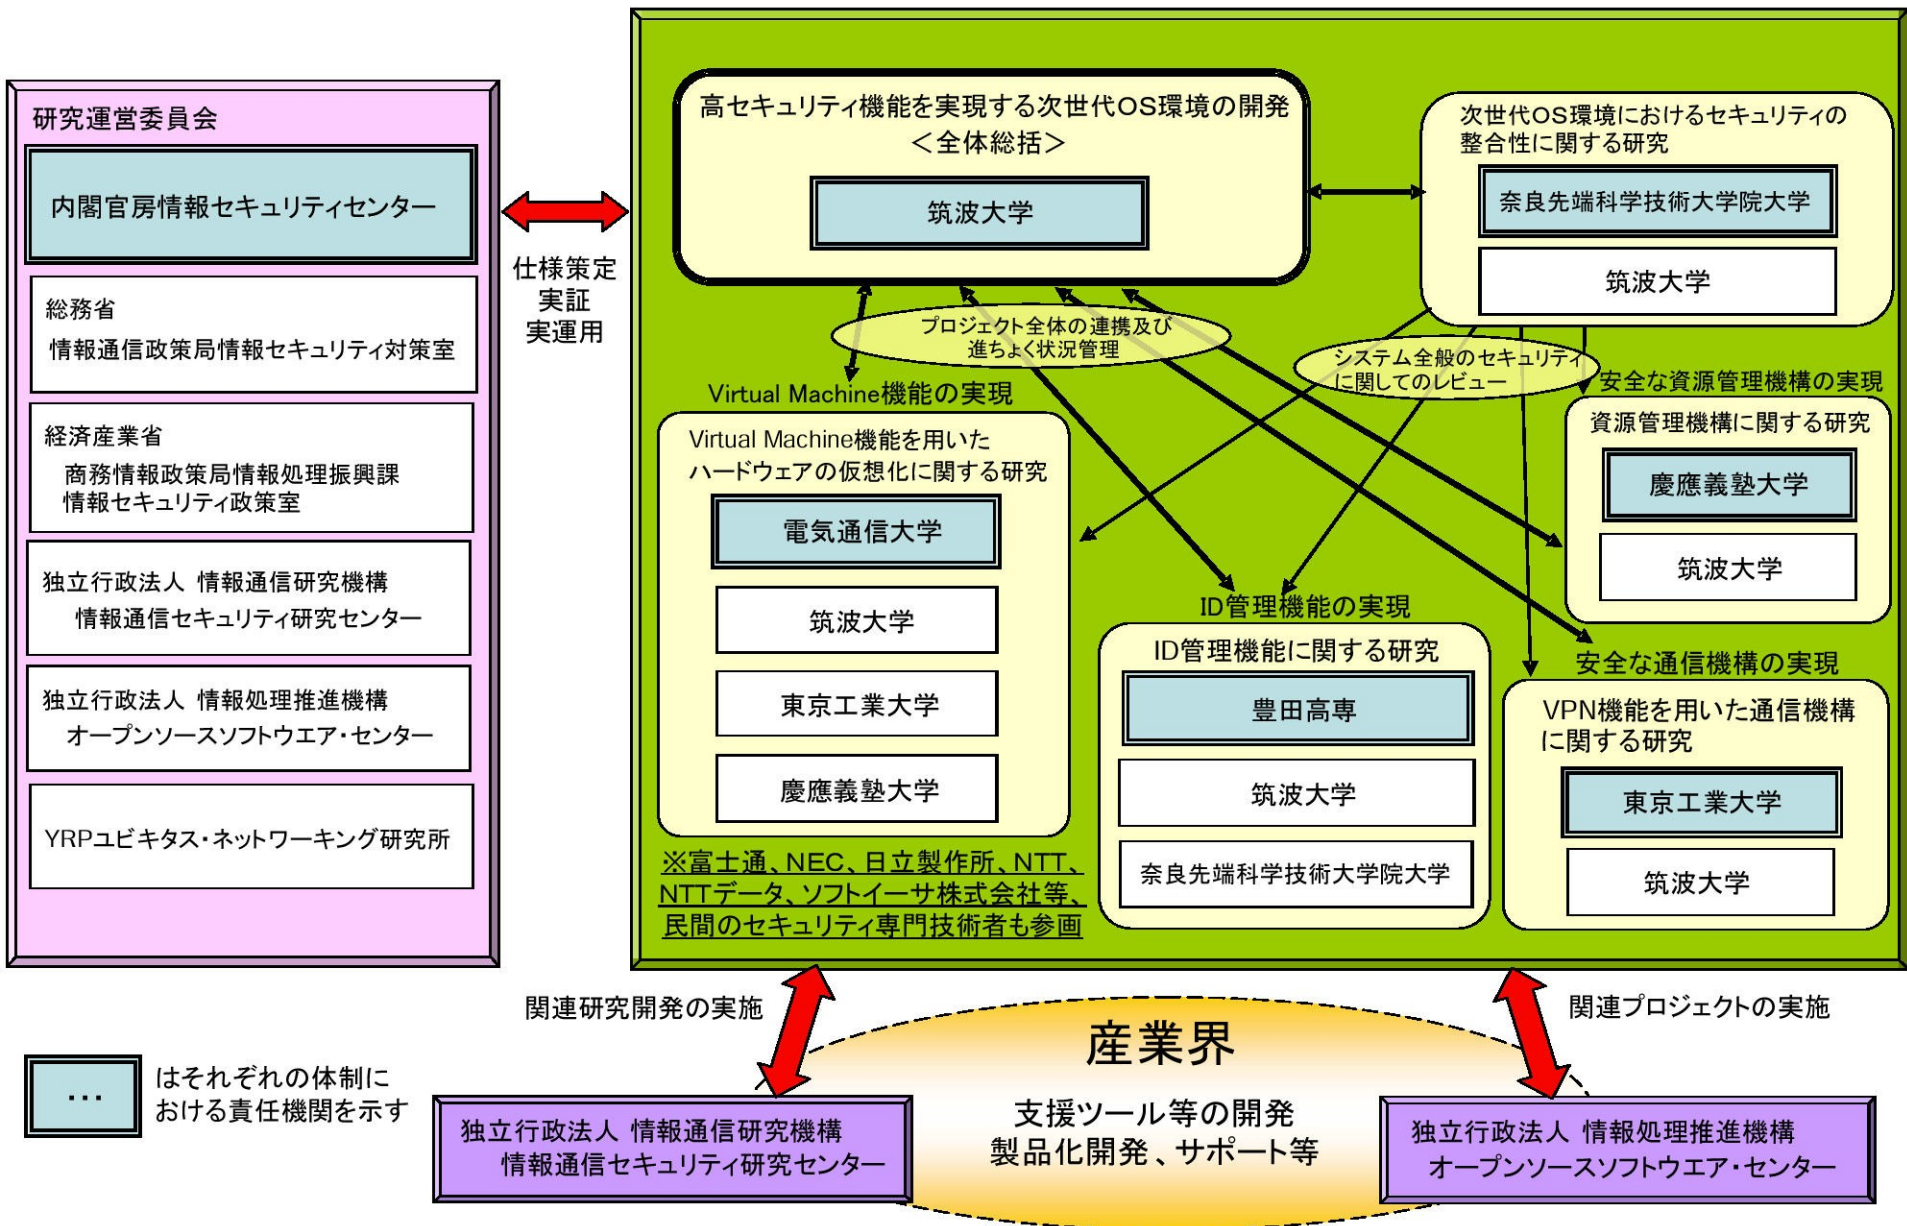 研究運営委員会
内閣官房情報セキュリティセンター
総務省
情報通信政策局情報セキュリティ対策室
経済産業省
商務情報政策局情報処理振興課
情報セキュリティ政策室
独立行政法人 情報通信研究機構
情報通信セキュリティ研究センター
独立行政法人 情報処理推進機構
オープンソースソフトウエア・センター
YRPユビキタス・ネットワーキング研究所
仕様策定
実証
実運用
高セキュリティ機能を実現する次世代OS環境の開発
＜全体総括＞
筑波大学
次世代OS環境におけるセキュリティの
整合性に関する研究
奈良先端科学技術大学院大学
筑波大学
プロジェクト全体の連携及び
進ちょく状況管理
システム全般のセキュリティ
に関してのレビュー
Virtual Machine機能の実現
Virtual Machine機能を用いた
ハードウェアの仮想化に関する研究
電気通信大学
筑波大学
東京工業大学
慶應義塾大学
ID管理機能の実現
ID管理機能に関する研究
豊田高専
筑波大学
奈良先端科学技術大学院大学
安全な資源管理機構の実現
資源管理機構に関する研究
慶應義塾大学
筑波大学
安全な通信機構の実現
VPN機能を用いた通信機構
に関する研究
東京工業大学
筑波大学
※富士通、NEC、日立製作所、NTT、
NTTデータ、ソフトイーサ株式会社等、
民間のセキュリティ専門技術者も参画
関連研究開発の実施
関連プロジェクトの実施
産業界
支援ツール等の開発
製品化開発、サポート等
独立行政法人 情報通信研究機構
情報通信セキュリティ研究センター
独立行政法人 情報処理推進機構
オープンソースソフトウエア・センター
…
はそれぞれの体制に
おける責任機関を示す